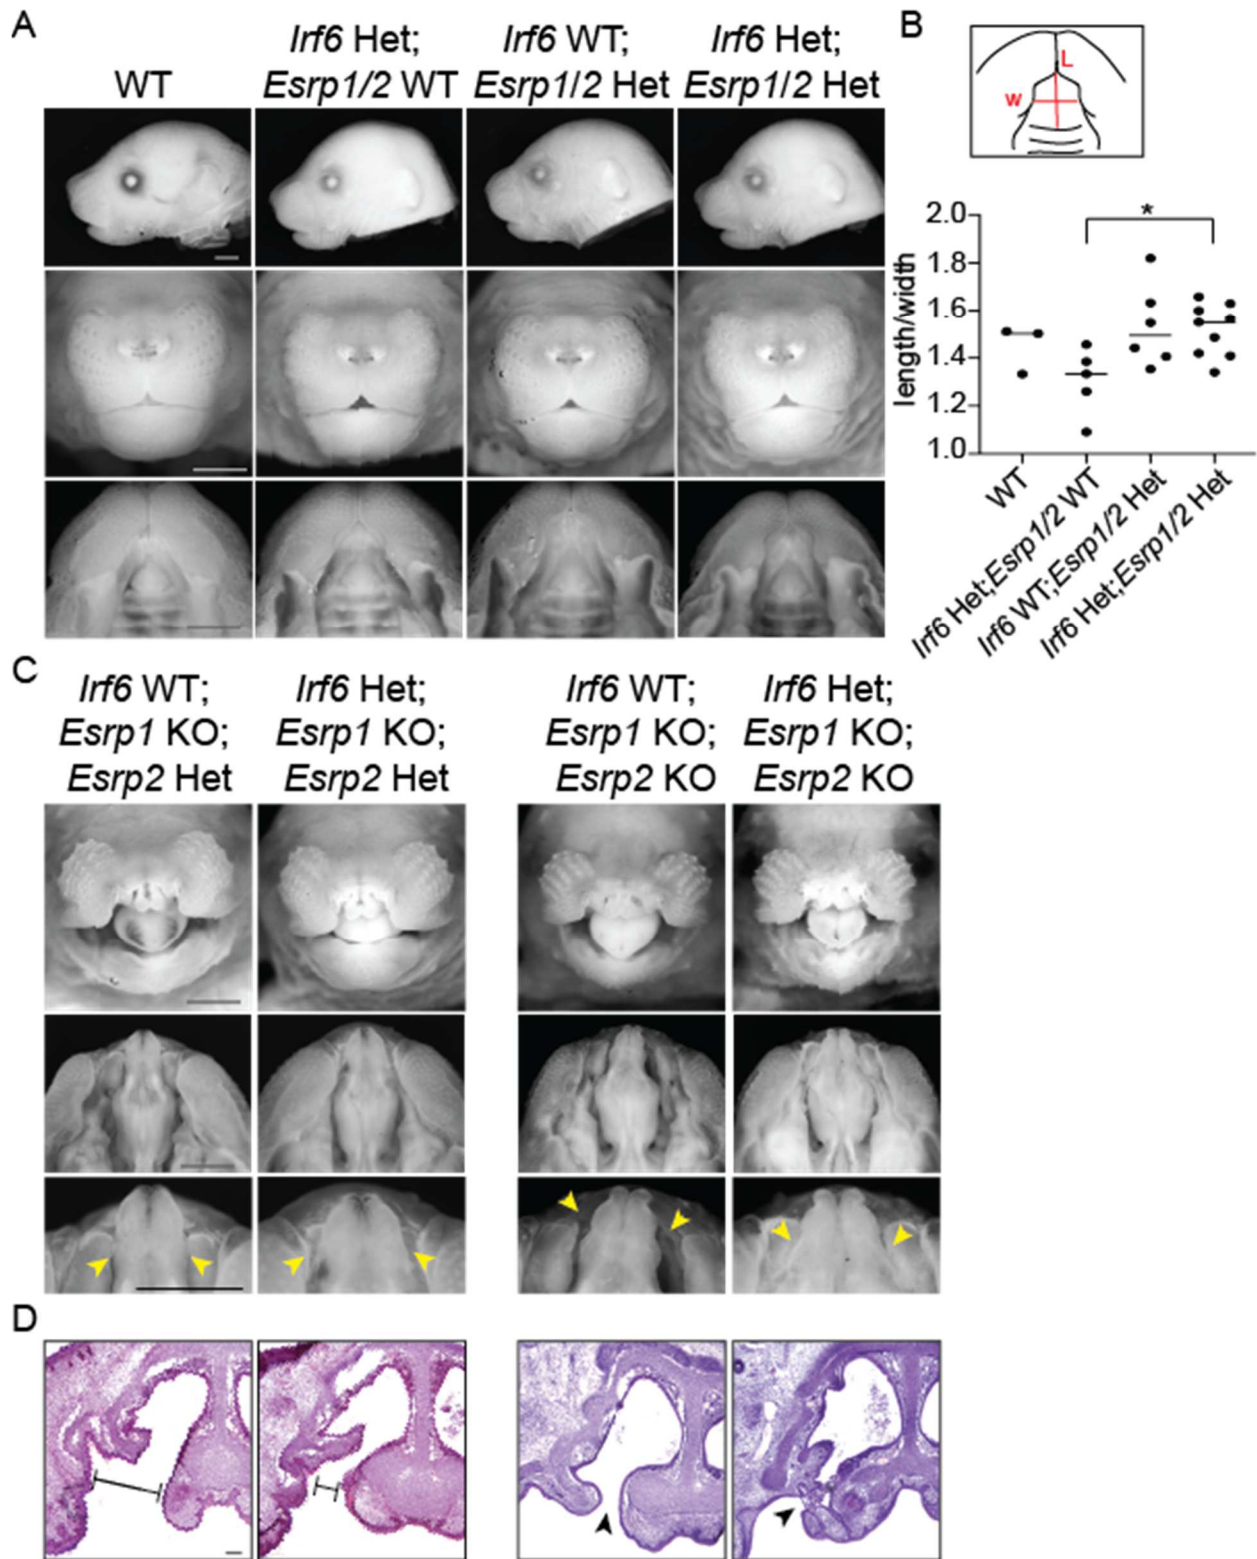 A
WT
Irf6 Het;
Esrp1/2 WT
Irf6 WT;
Esrp1/2 Het
Irf6 Het;
Esrp1/2 Het
B
L
W
*
2.0
1.8
1.6
1.4
1.2
1.0
length/width
WT
Irf6 Het;Esrp1/2 WT
Irf6 WT;Esrp1/2 Het
Irf6 Het;Esrp1/2 Het
C
Irf6 WT;
Esrp1 KO;
Esrp2 Het
Irf6 Het;
Esrp1 KO;
Esrp2 Het
Irf6 WT;
Esrp1 KO;
Esrp2 KO
Irf6 Het;
Esrp1 KO;
Esrp2 KO
D